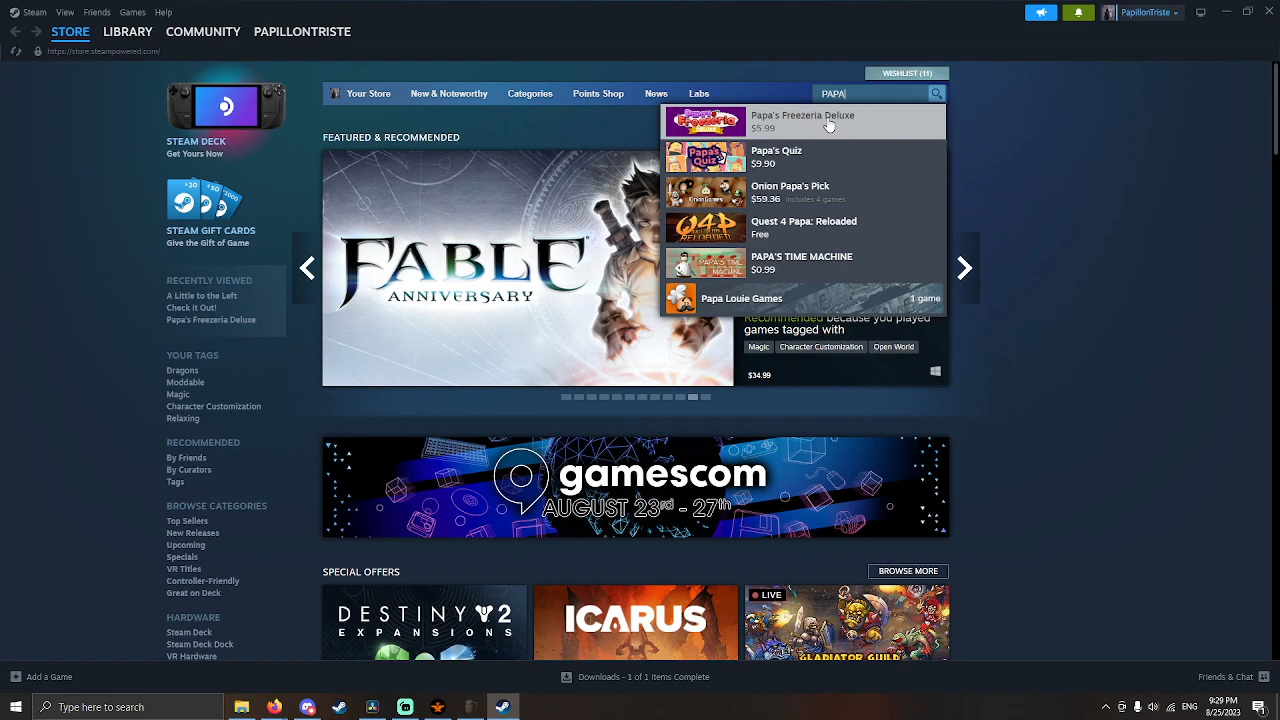 Steam View Friends Games Help
PapillonTriste
STORE LIBRARY COMMUNITY PAPILLONTRISTE
https://store.steampowered.com/
WISHLIST (11)
Your Store New & Noteworthy Categories Points Shop News Labs
PAPA
STEAM DECK
Get Yours Now
$20 $50 $1000
STEAM GIFT CARDS
Give the Gift of Game
RECENTLY VIEWED
A Little to the Left
Check it Out!
Papa's Freezeria Deluxe
YOUR TAGS
Dragons
Moddable
Magic
Character Customization
Relaxing
RECOMMENDED
By Friends
By Curators
Tags
BROWSE CATEGORIES
Top Sellers
New Releases
Upcoming
Specials
VR Titles
Controller-Friendly
Great on Deck
HARDWARE
Steam Deck
Steam Deck Dock
VR Hardware
FEATURED & RECOMMENDED
FABLE
ANNIVERSARY
Papa's Freezeria Deluxe
$5.99
Papa's Quiz
$9.90
Onion Papa's Pick
$59.36 Includes 4 games
Quest 4 Papa: Reloaded
Free
PAPA'S TIME MACHINE
$0.99
Papa Louie Games 1 game
Recommended because you played
games tagged with
Magic Character Customization Open World
$34.99
gamescom
AUGUST 23rd - 27th
SPECIAL OFFERS
BROWSE MORE
DESTINY 2
EXPANSIONS
ICARUS
LIVE
GLADIATOR GUILD
Add a Game
Downloads - 1 of 1 Items Complete
Friends & Chat
Type here to search
ENG
9:29 PM
8/25/2023